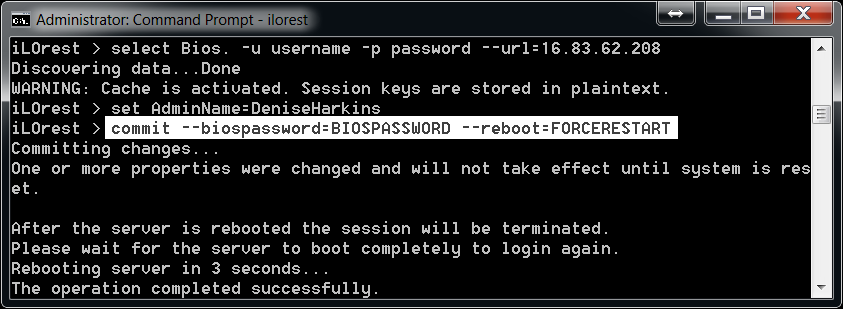 Administrator: Command Prompt - ilorest
iLOrest > select Bios. -u username -p password --url=16.83.62.208
Discovering data...Done
WARNING: Cache is activated. Session keys are stored in plaintext.
iLOrest > set AdminName=DeniseHarkins
iLOrest > commit --biospassword=BIOSPASSWORD --reboot=FORCERESTART
Committing changes...
One or more properties were changed and will not take effect until system is res
et.
After the server is rebooted the session will be terminated.
Please wait for the server to boot completely to login again.
Rebooting server in 3 seconds...
The operation completed successfully.